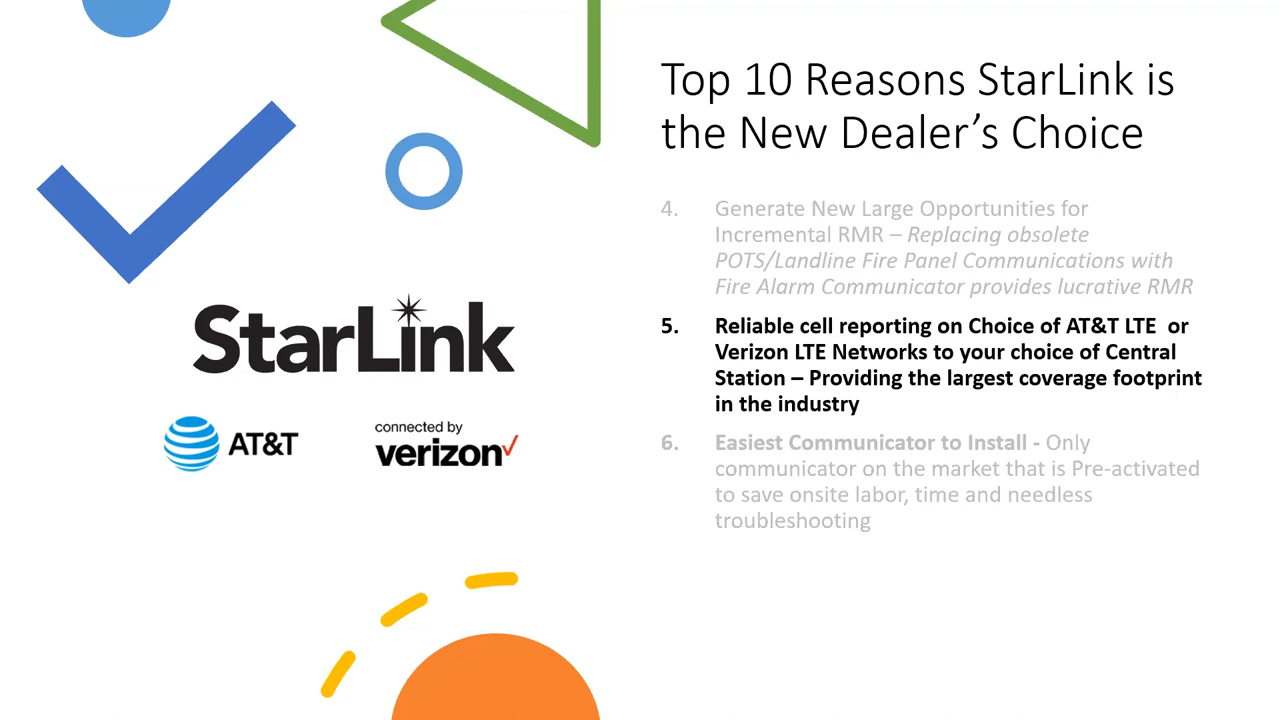 Top 10 Reasons StarLink is
the New Dealer’s Choice
4. Generate New Large Opportunities for
Incremental RMR – Replacing obsolete
POTS/Landline Fire Panel Communications with
Fire Alarm Communicator provides lucrative RMR
5. Reliable cell reporting on Choice of AT&T LTE or
Verizon LTE Networks to your choice of Central
Station – Providing the largest coverage footprint
in the industry
6. Easiest Communicator to Install - Only
communicator on the market that is Pre-activated
to save onsite labor, time and needless
troubleshooting
StarLink
AT&T
connected by
verizon